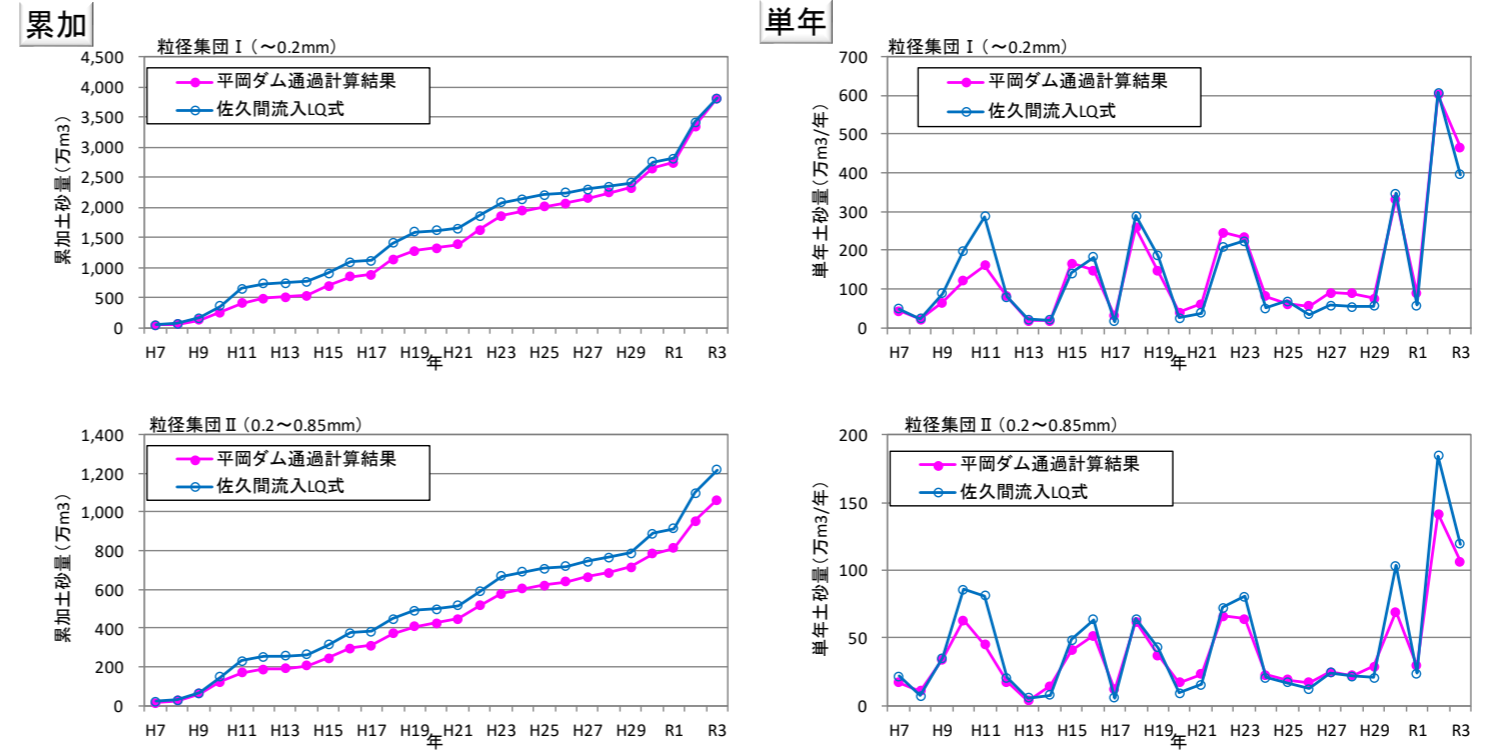 累加
粒径集団Ⅰ（～0.2mm）
平岡ダム通過計算結果
佐久間流入LQ式
累加土砂量（万m3）
4,500
4,000
3,500
3,000
2,500
2,000
1,500
1,000
500
0
H7 H9 H11 H13 H15 H17 H19 H21 H23 H25 H27 H29 R1 R3
年
単年
粒径集団Ⅰ（～0.2mm）
平岡ダム通過計算結果
佐久間流入LQ式
単年土砂量（万m3/年）
700
600
500
400
300
200
100
0
H7 H9 H11 H13 H15 H17 H19 H21 H23 H25 H27 H29 R1 R3
年
粒径集団Ⅱ（0.2～0.85mm）
平岡ダム通過計算結果
佐久間流入LQ式
累加土砂量（万m3）
1,400
1,200
1,000
800
600
400
200
0
H7 H9 H11 H13 H15 H17 H19 H21 H23 H25 H27 H29 R1 R3
年
粒径集団Ⅱ（0.2～0.85mm）
平岡ダム通過計算結果
佐久間流入LQ式
単年土砂量（万m3/年）
200
150
100
50
0
H7 H9 H11 H13 H15 H17 H19 H21 H23 H25 H27 H29 R1 R3
年